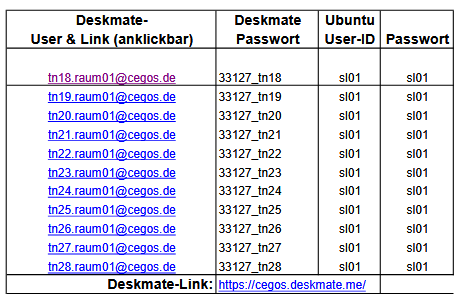 Deskmate- Deskmate Ubuntu
User & Link (anklickbar) Passwort User-ID Passwort
tn18.raum01@cegos.de 33127_tn18 sl01 sl01
tn19.raum01@cegos.de 33127_tn19 sl01 sl01
tn20.raum01@cegos.de 33127_tn20 sl01 sl01
tn21.raum01@cegos.de 33127_tn21 sl01 sl01
tn22.raum01@cegos.de 33127_tn22 sl01 sl01
tn23.raum01@cegos.de 33127_tn23 sl01 sl01
tn24.raum01@cegos.de 33127_tn24 sl01 sl01
tn25.raum01@cegos.de 33127_tn25 sl01 sl01
tn26.raum01@cegos.de 33127_tn26 sl01 sl01
tn27.raum01@cegos.de 33127_tn27 sl01 sl01
tn28.raum01@cegos.de 33127_tn28 sl01 sl01
Deskmate-Link: https://cegos.deskmate.me/